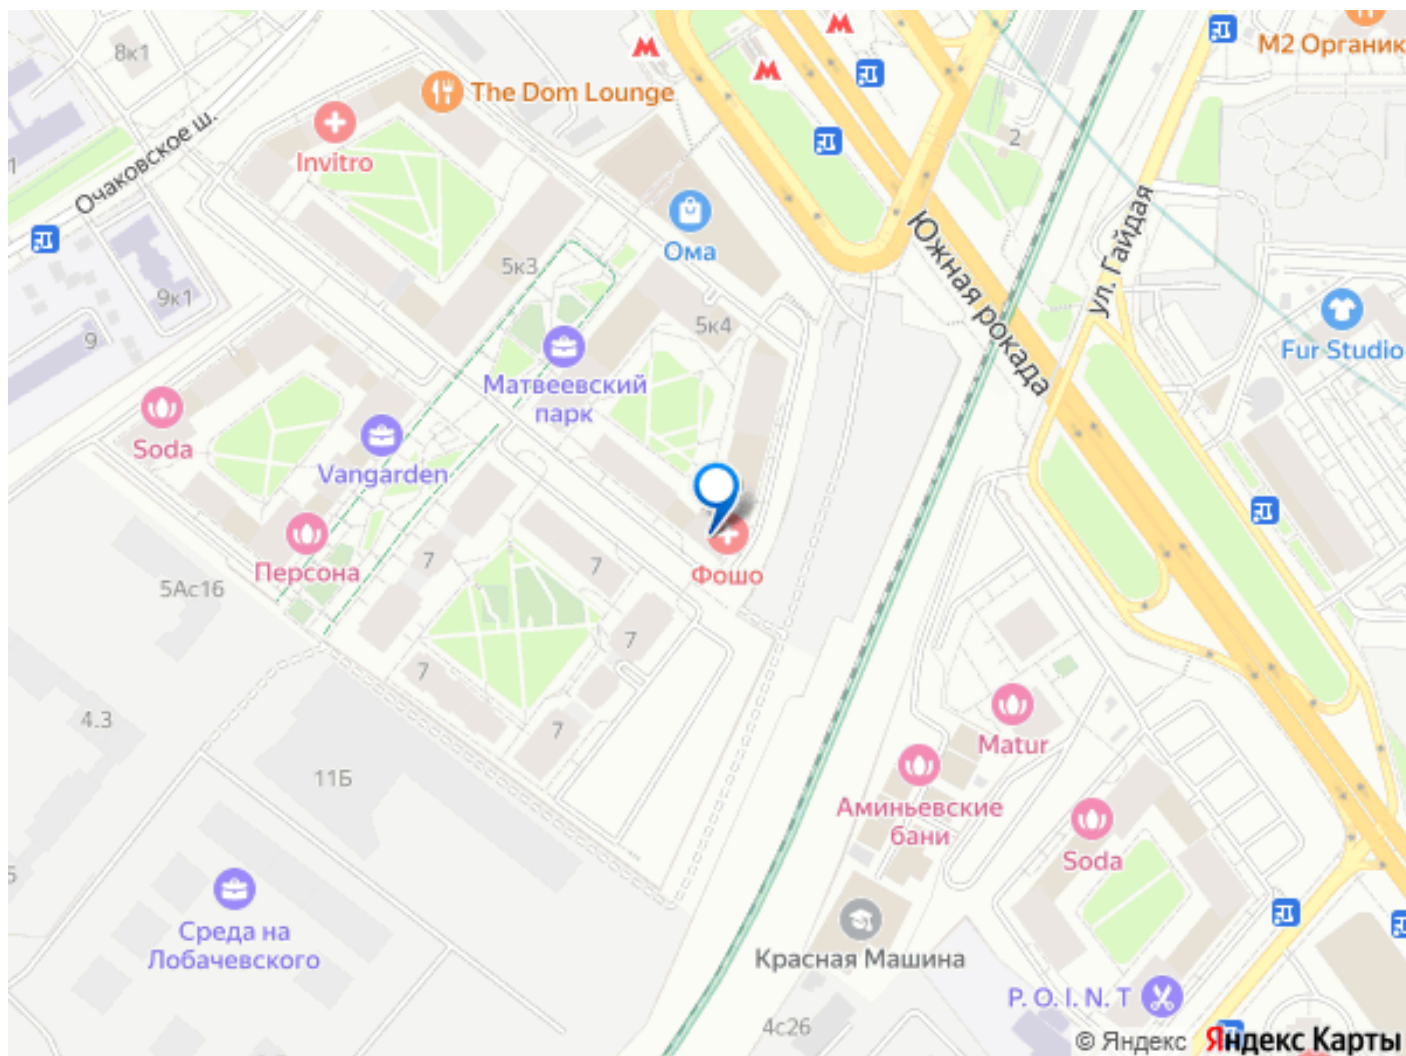 8к1
The Dom Lounge
М2 Органик
Invitro
2
Очаковское ш.
1
Ома
ул. Гайдая
Южная рокада
5к3
9к1
5к4
9
Fur Studio
Матвеевский
парк
Soda
Vangarden
Персона
7
7
Фошо
5Ас16
7
7
7
4.3
11Б
Matur
Аминьевские
бани
Soda
5
Среда на
Лобачевского
Красная Машина
P. O. I. N. T
4с26
© Яндекс Яндекс Карты